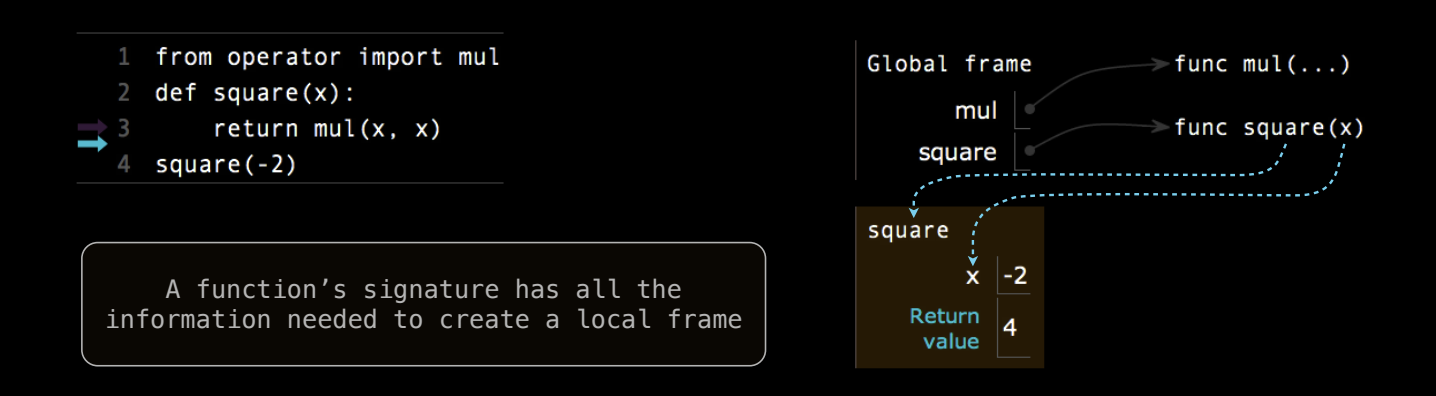 1 from operator import mul
2 def square(x):
3     return mul(x, x)
4 square(-2)
A function’s signature has all the
information needed to create a local frame
Global frame
mul
square
func mul(...)
func square(x)
square
x -2
Return
value 4